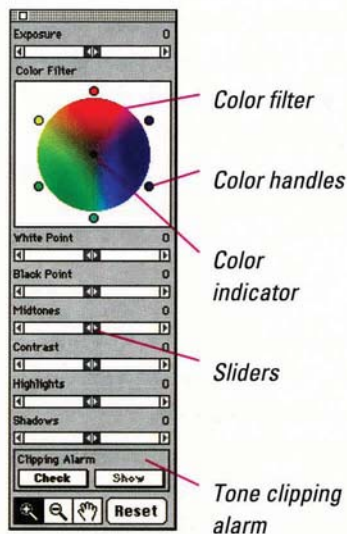 Exposure 0
Color Filter
White Point 0
Black Point 0
Midtones 0
Contrast 0
Highlights 0
Shadows 0
Clipping Alarm
Check Show
Reset
Color filter
Color handles
Color
indicator
Sliders
Tone clipping
alarm